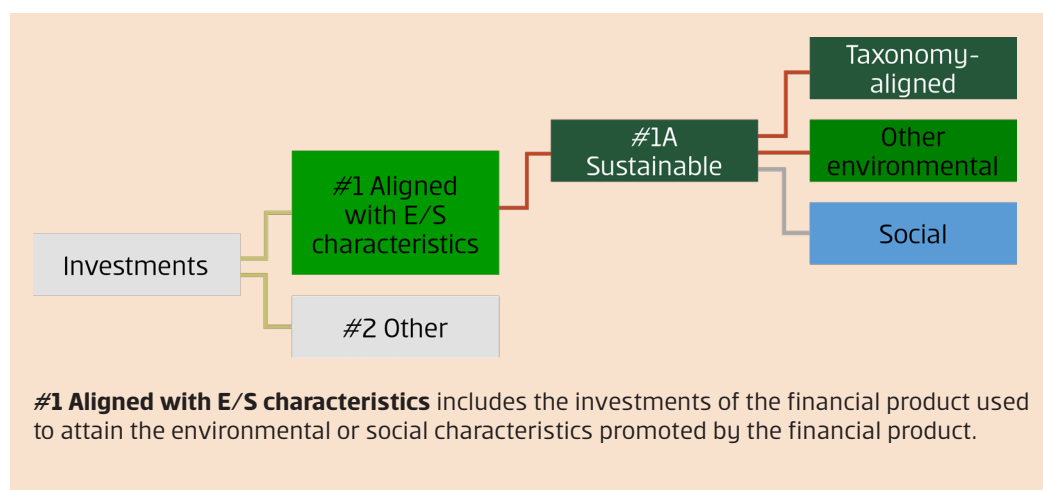 Taxonomy-
aligned
#1A
Sustainable
Other
environmental
#1 Aligned
with E/S
characteristics
Social
Investments
#2 Other
#1 Aligned with E/S characteristics includes the investments of the financial product used
to attain the environmental or social characteristics promoted by the financial product.